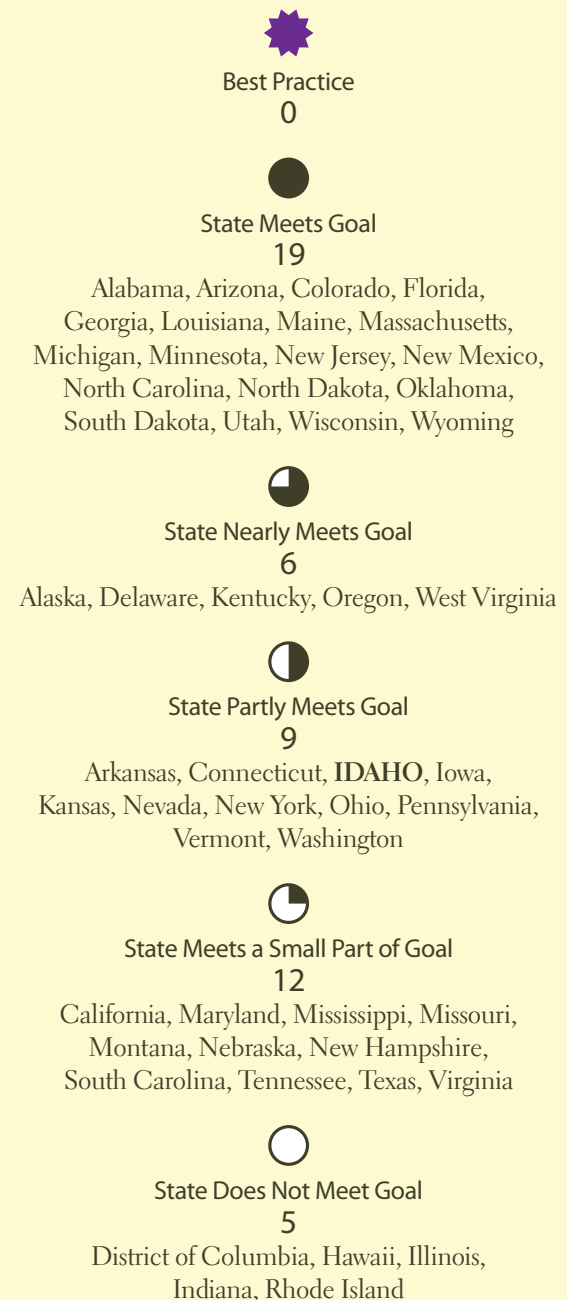 Best Practice
0
State Meets Goal
19
Alabama, Arizona, Colorado, Florida,
Georgia, Louisiana, Maine, Massachusetts,
Michigan, Minnesota, New Jersey, New Mexico,
North Carolina, North Dakota, Oklahoma,
South Dakota, Utah, Wisconsin, Wyoming
State Nearly Meets Goal
6
Alaska, Delaware, Kentucky, Oregon, West Virginia
State Partly Meets Goal
9
Arkansas, Connecticut, IDAHO, Iowa,
Kansas, Nevada, New York, Ohio, Pennsylvania,
Vermont, Washington
State Meets a Small Part of Goal
12
California, Maryland, Mississippi, Missouri,
Montana, Nebraska, New Hampshire,
South Carolina, Tennessee, Texas, Virginia
State Does Not Meet Goal
5
District of Columbia, Hawaii, Illinois,
Indiana, Rhode Island